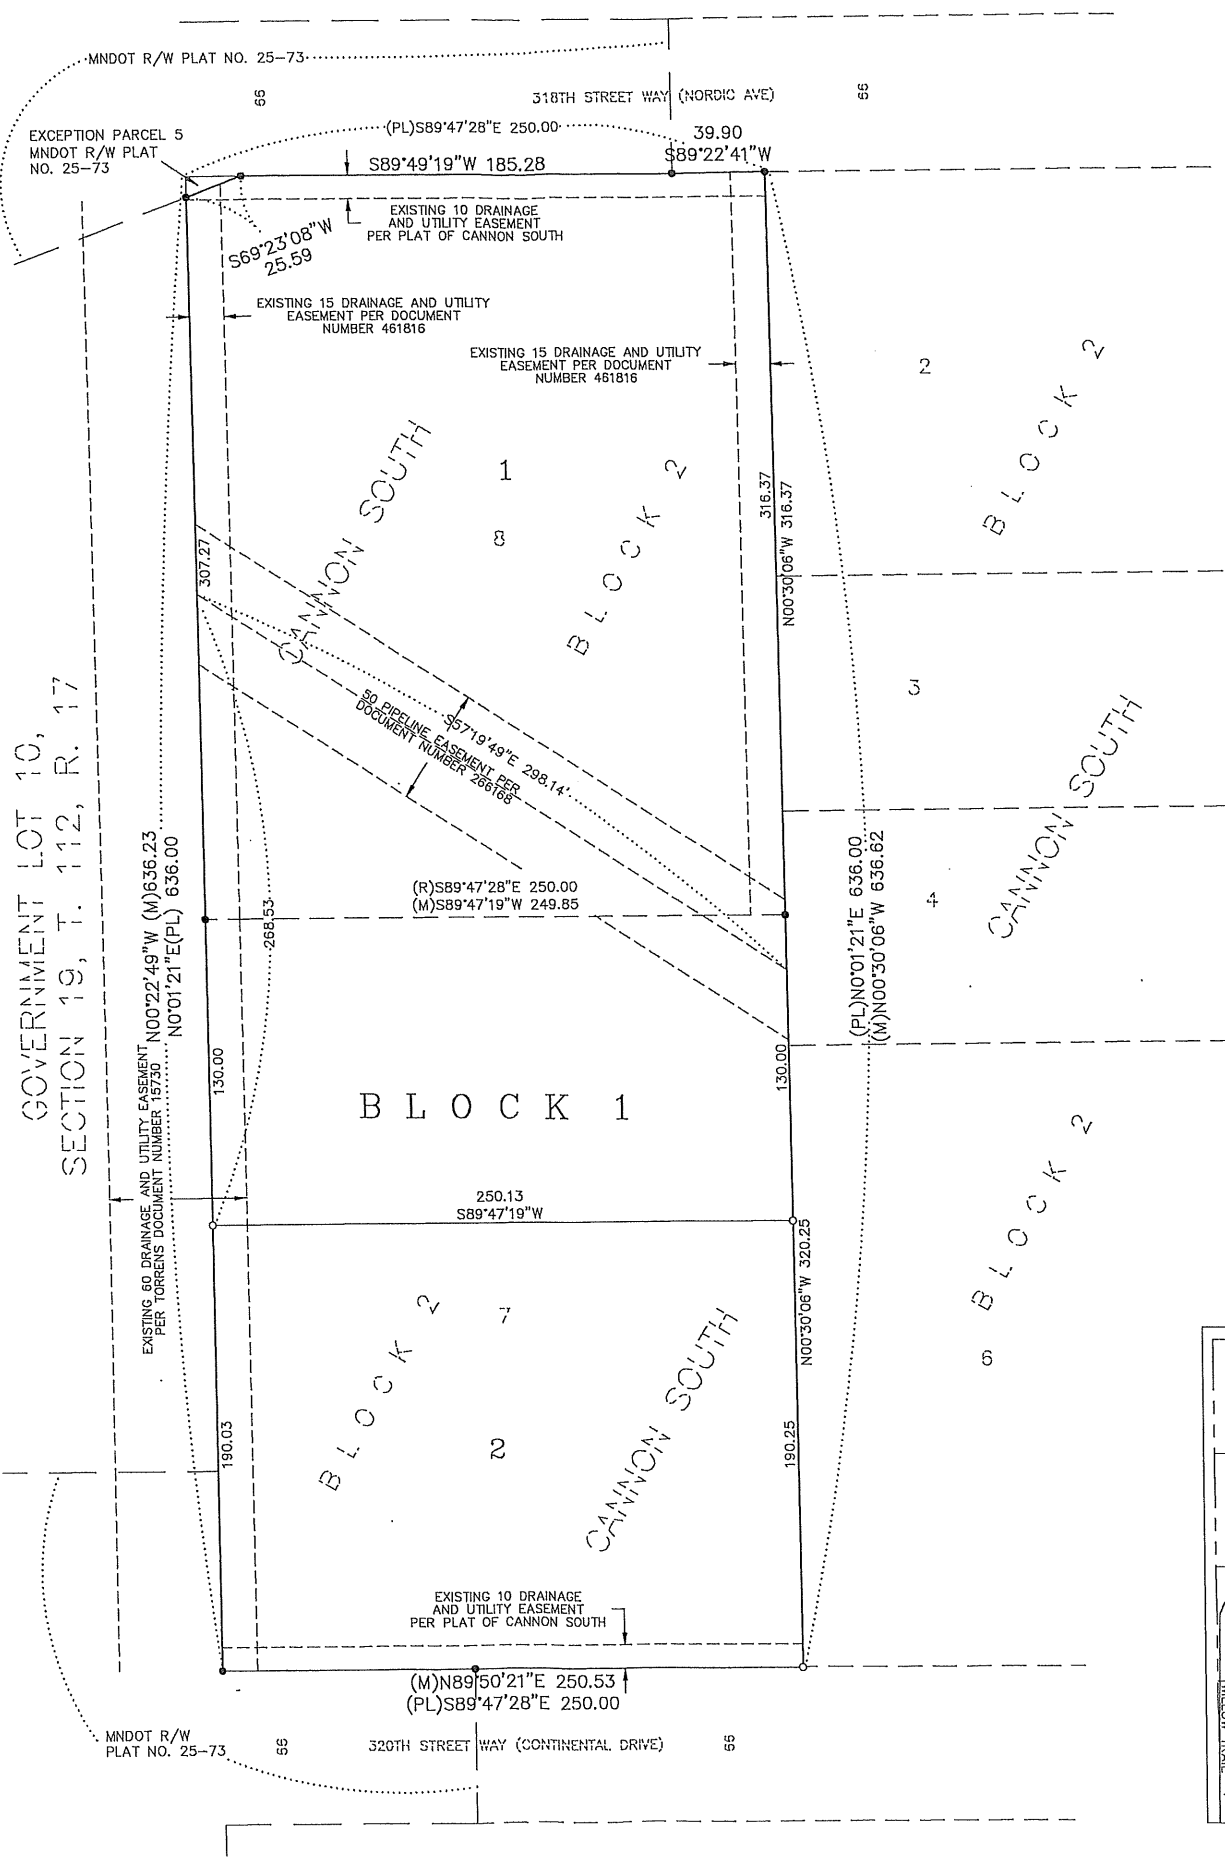 MNDOT R/W PLAT NO. 25-73
66
318TH STREET WAY (NORDIC AVE)
66
EXCEPTION PARCEL 5
MNDOT R/W PLAT
NO. 25-73
(PL)S89°47'28"E 250.00
39.90
S89°22'41"W
S89°49'19"W 185.28
EXISTING 10 DRAINAGE
AND UTILITY EASEMENT
PER PLAT OF CANNON SOUTH
S69°23'08"W
25.59
EXISTING 15 DRAINAGE AND UTILITY
EASEMENT PER DOCUMENT
NUMBER 461816
EXISTING 15 DRAINAGE AND UTILITY
EASEMENT PER DOCUMENT
NUMBER 461816
2
BLOCK 2
CANNON SOUTH
1
8
BLOCK 2
316.37
N00°30'06"W 316.37
307.27
3
50 PIPELINE EASEMENT PER
DOCUMENT NUMBER 266168
S57°19'49"E 298.14'
CANNON SOUTH
GOVERNMENT LOT 10,
SECTION 19, T. 112, R. 17
N00°22'49"W (M)636.23
N0°01'21"E(PL) 636.00
268.53
(R)S89°47'28"E 250.00
(M)S89°47'19"W 249.85
(PL)N0°01'21"E 636.00
(M)N00°30'06"W 636.62
4
EXISTING 60 DRAINAGE AND UTILITY EASEMENT
PER TORRENS DOCUMENT NUMBER 15730
130.00
130.00
BLOCK 1
BLOCK 2
250.13
S89°47'19"W
N00°30'06"W 320.25
BLOCK 2
7
6
CANNON SOUTH
190.03
2
190.25
EXISTING 10 DRAINAGE
AND UTILITY EASEMENT
PER PLAT OF CANNON SOUTH
(M)N89°50'21"E 250.53
(PL)S89°47'28"E 250.00
MNDOT R/W
PLAT NO. 25-73
66
320TH STREET WAY (CONTINENTAL DRIVE)
66